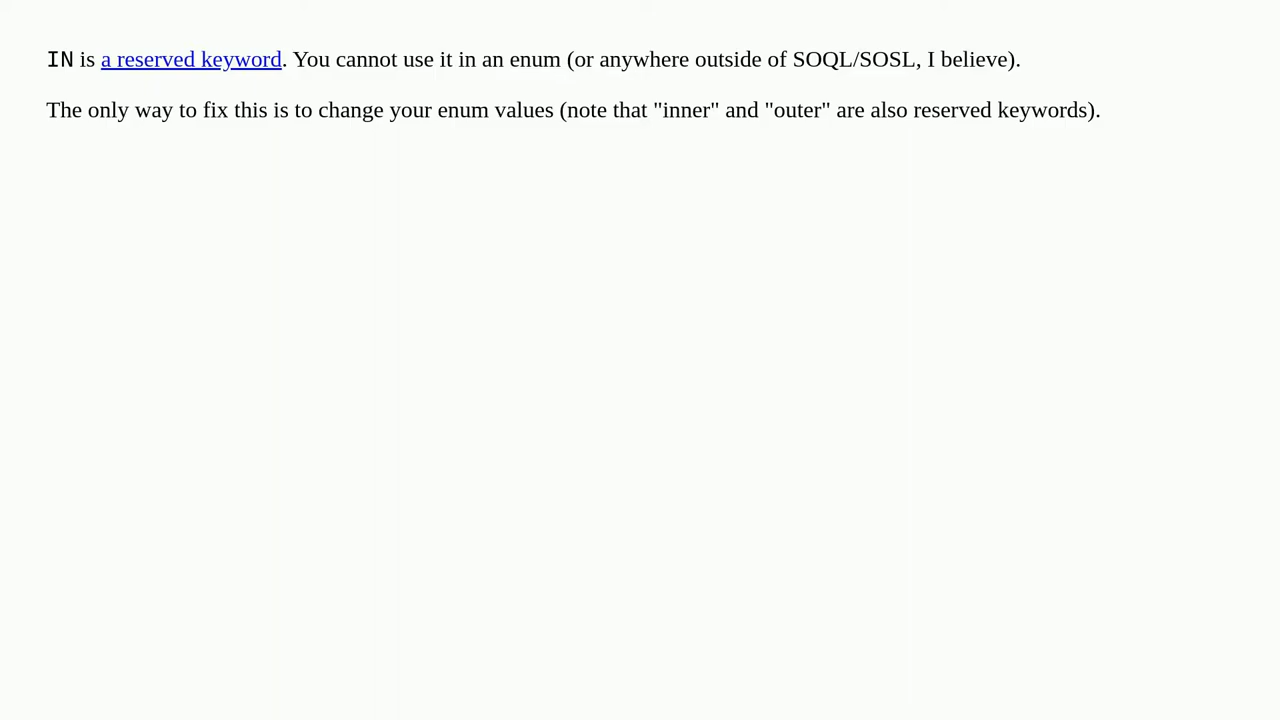 IN is a reserved keyword. You cannot use it in an enum (or anywhere outside of SOQL/SOSL, I believe).
The only way to fix this is to change your enum values (note that "inner" and "outer" are also reserved keywords).